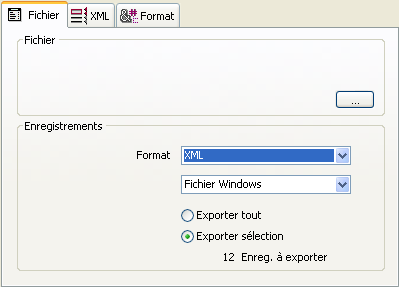 Fichier XML Format
Fichier
...
Enregistrements
Format XML
Fichier Windows
Exporter tout
Exporter sélection
12 Enreg. à exporter